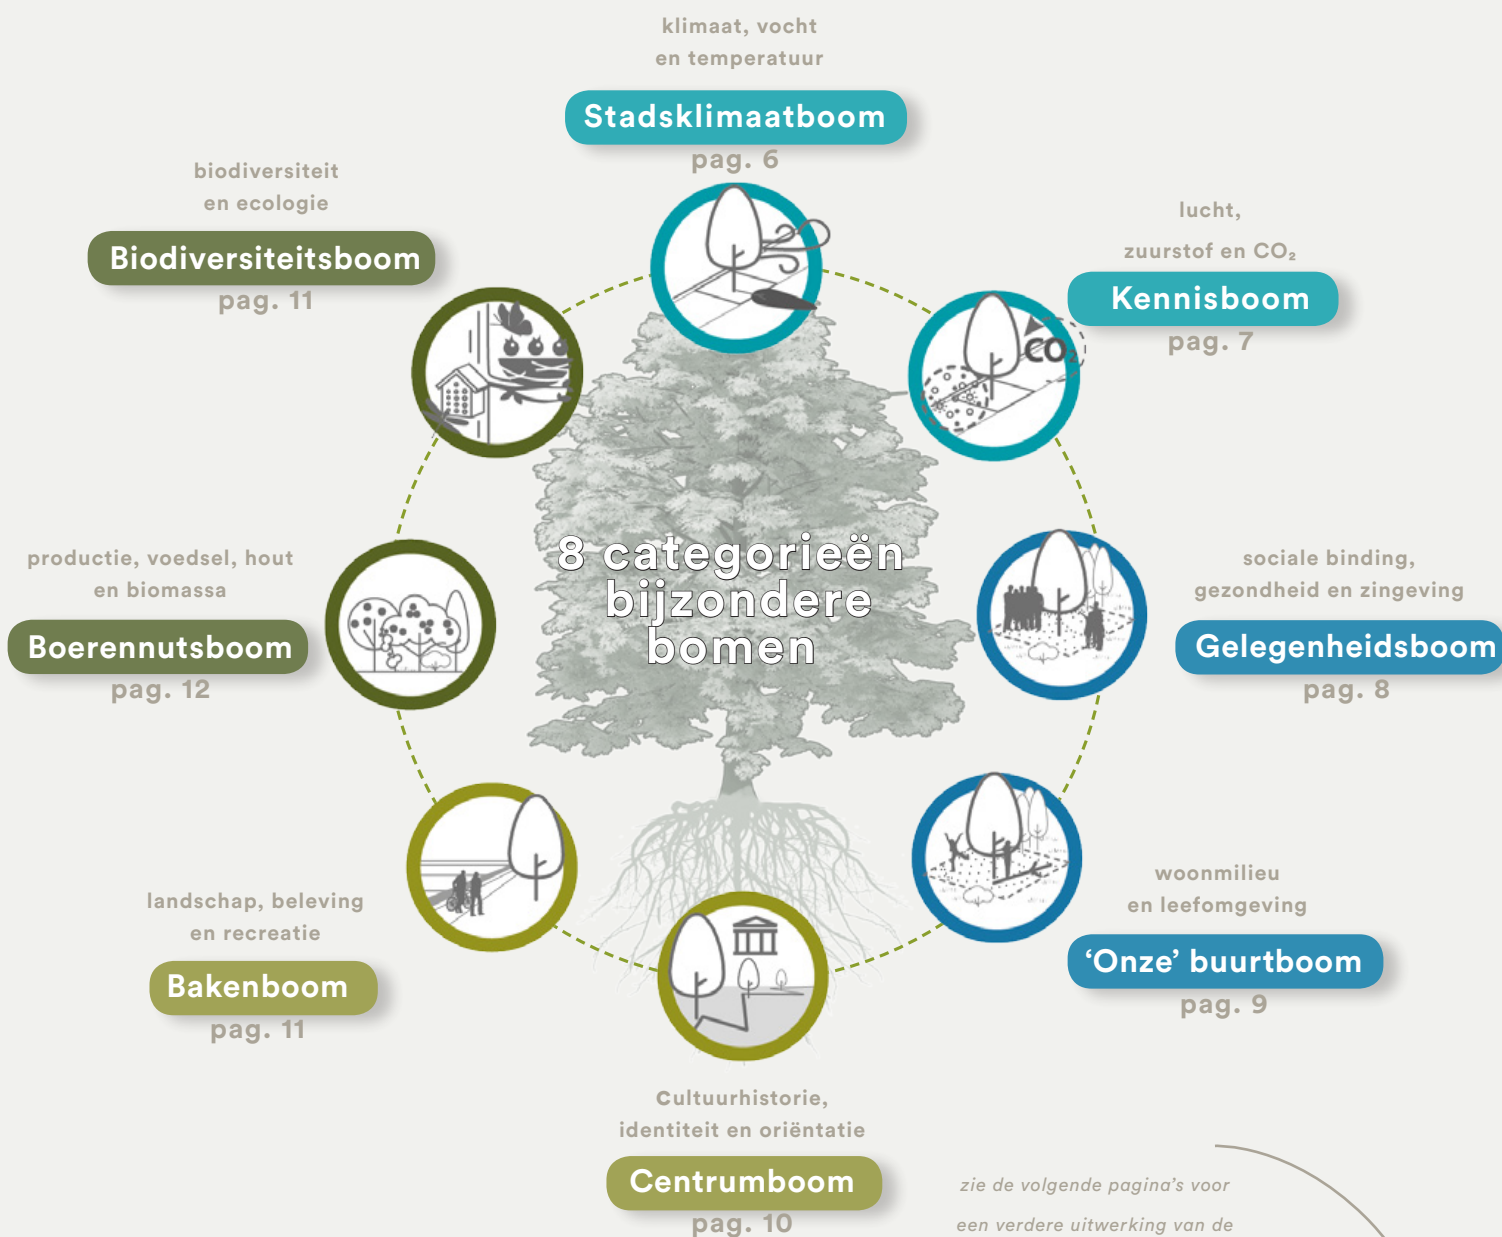 klimaat, vocht
en temperatuur
Stadsklimaatboom
pag. 6
biodiversiteit
en ecologie
Biodiversiteitsboom
pag. 11
lucht,
zuurstof en CO₂
Kennisboom
pag. 7
CO₂
productie, voedsel, hout
en biomassa
Boerennutsboom
pag. 12
8 categorieën
bijzondere
bomen
sociale binding,
gezondheid en zingeving
Gelegenheidsboom
pag. 8
landschap, beleving
en recreatie
Bakenboom
pag. 11
woonmilieu
en leefomgeving
‘Onze’ buurtboom
pag. 9
Cultuurhistorie,
identiteit en oriëntatie
Centrumboom
pag. 10
zie de volgende pagina’s voor
een verdere uitwerking van de